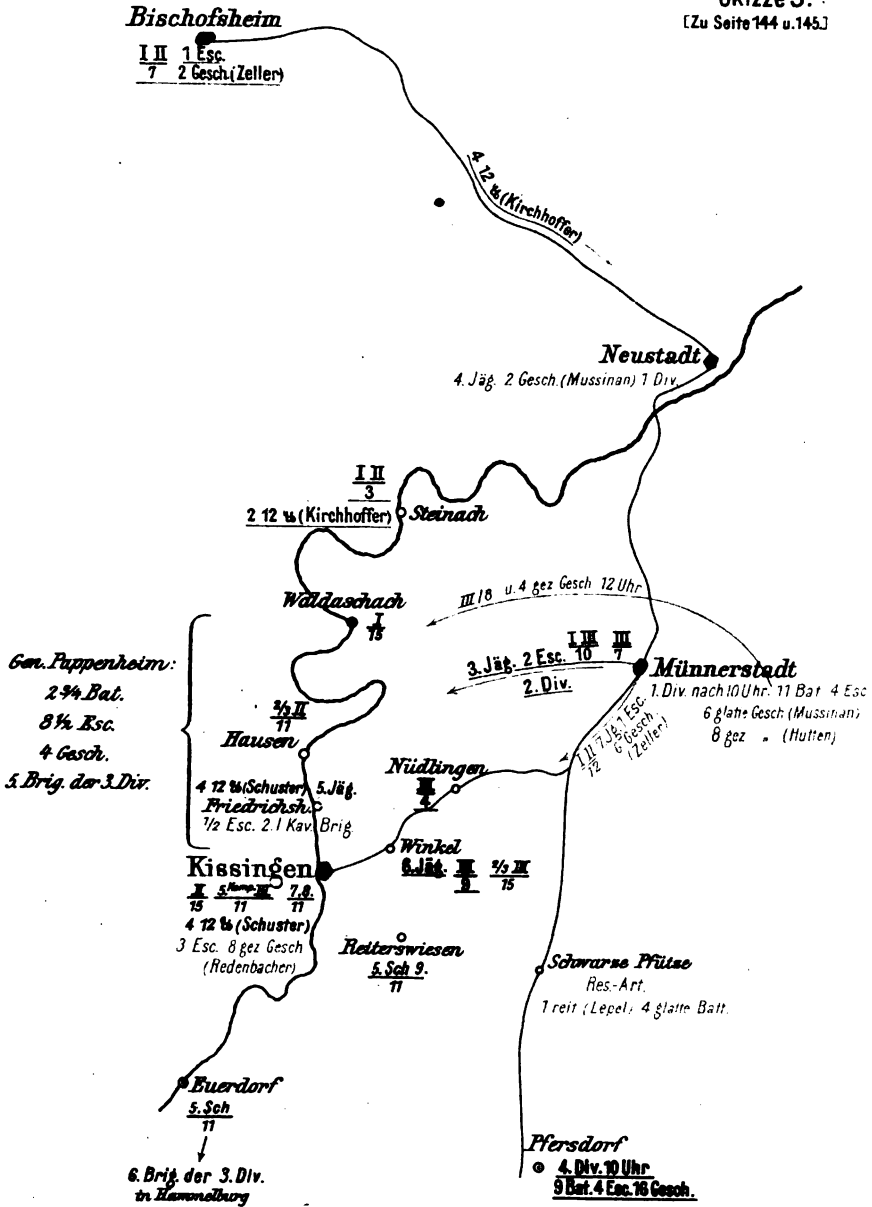 Skizze 3.
[Zu Seite 144 u. 145.]
Bischofsheim
I II 1 Esc.
7 2 Gesch. (Zeller)
4 12 ℔ (Kirchhoffer)
Neustadt
4. Jäg. 2 Gesch. (Mussinan) 1 Div.
I II
3
2 12 ℔ (Kirchhoffer)
Steinach
Waldaschach
I
15
III/8 u. 4 gez Gesch 12 Uhr
3. Jäg. 2 Esc. I III III
10 7
2. Div.
Münnerstadt
1. Div. nach 10 Uhr. 11 Bat 4 Esc
6 glatte Gesch (Mussinan)
8 gez „ (Hutten)
I II 7 Jg 1 Esc.
12 6 Gesch
(Zeller)
Gen. Pappenheim:
2 ¾ Bat.
8 ½ Esc.
4 Gesch.
5. Brig. der 3. Div.
⅔ II
11
Hausen
4 12 ℔ (Schuster) 5. Jäg.
Friedrichsh.
½ Esc. 2. l Kav. Brig.
Nüdlingen
III
4
Winkel
6. Jäg. III ⅔ III
9 15
Kissingen
II 5. Komp. III 7.8.
15 11 11
4 12 ℔ (Schuster)
3 Esc. 8 gez Gesch
(Redenbacher)
Reiterswiesen
5. Sch 9.
11
Schwarze Pfütze
Res.-Art.
1 reit (Lepel) 4 glatte Batt.
Euerdorf
5. Sch
11
6. Brig. der 3. Div.
in Hammelburg
Pfersdorf
4. Div. 10 Uhr
9 Bat. 4 Esc. 16 Gesch.